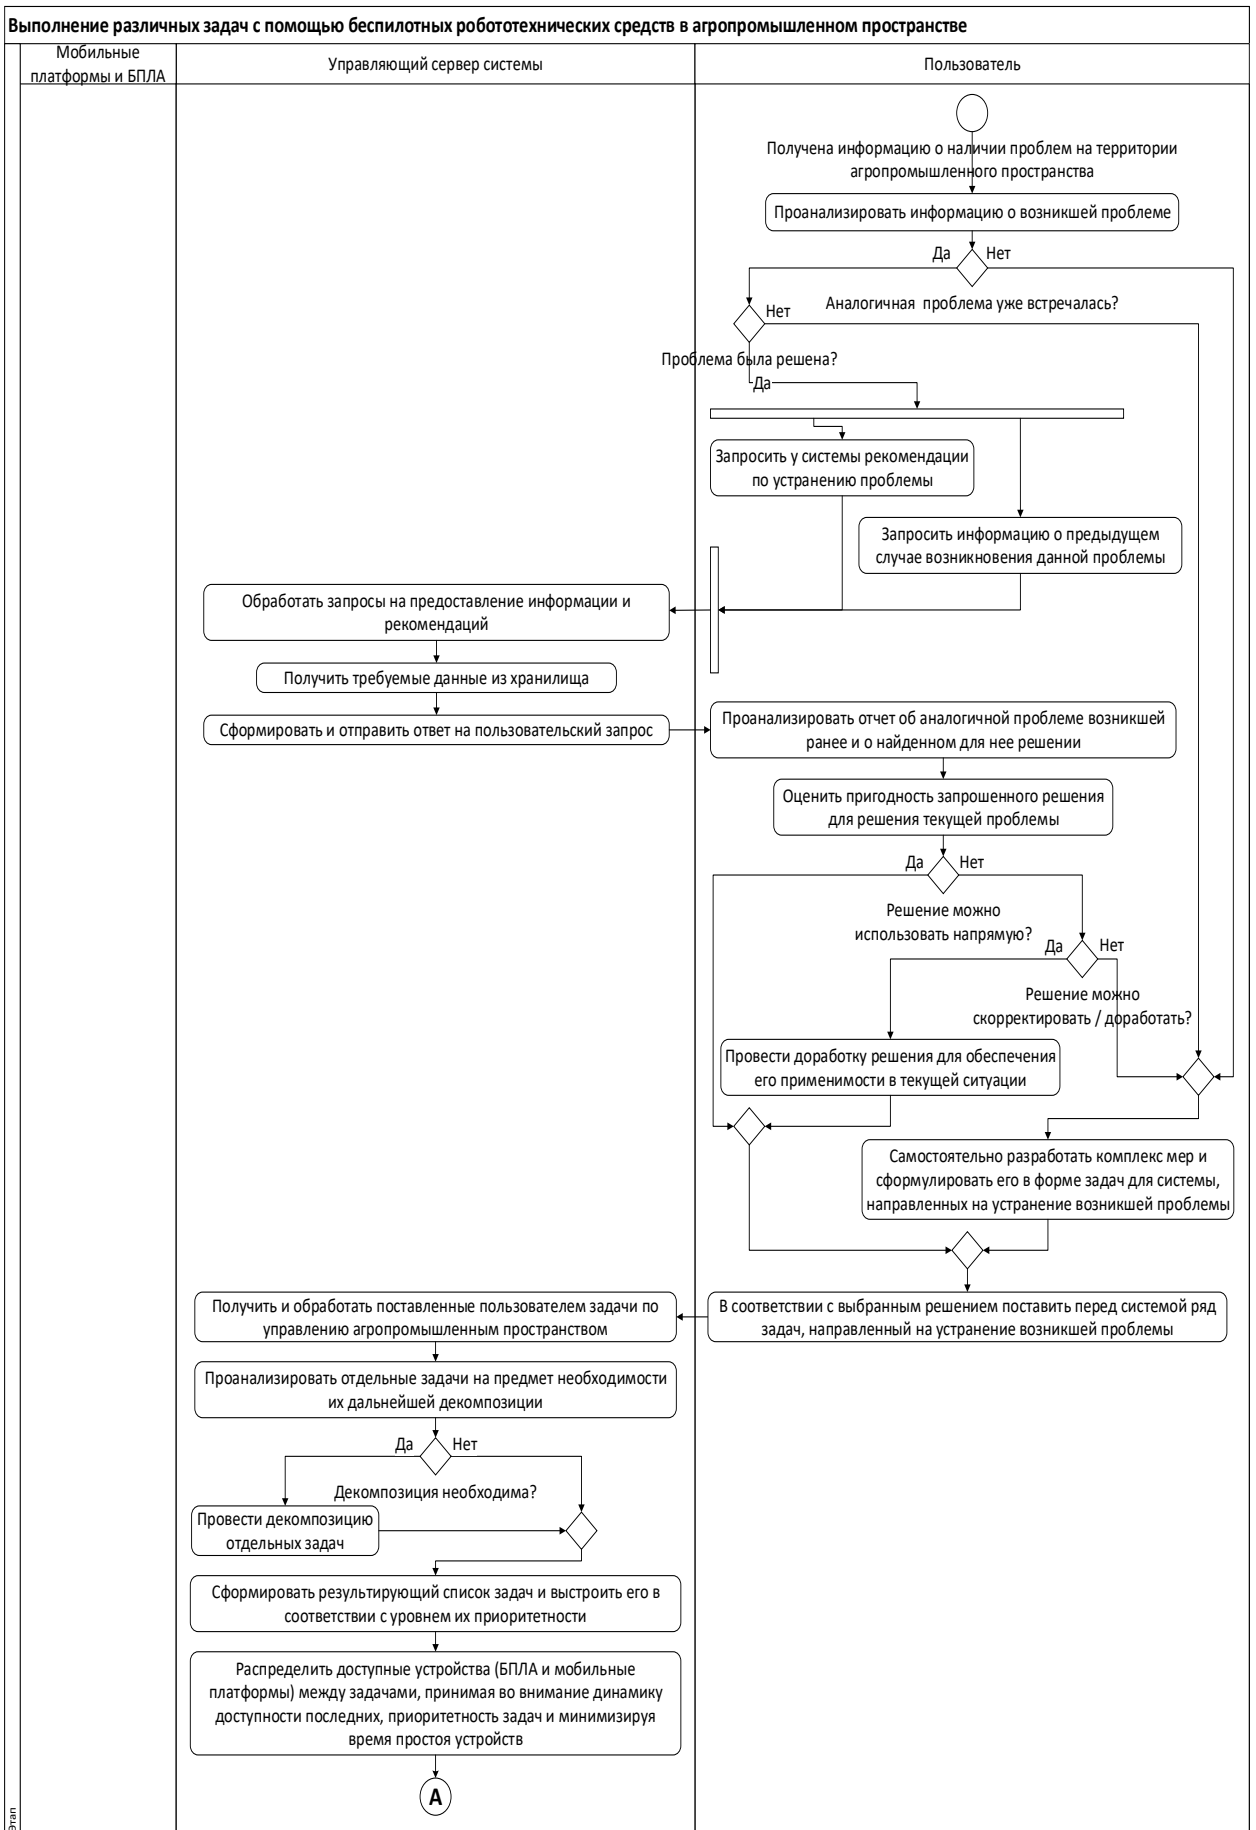 Выполнение различных задач с помощью беспилотных робототехнических средств в агропромышленном пространстве
Мобильные
платформы и БПЛА
Управляющий сервер системы
Пользователь
Получена информацию о наличии проблем на территории
агропромышленного пространства
Проанализировать информацию о возникшей проблеме
Да
Нет
Аналогичная проблема уже встречалась?
Нет
Проблема была решена?
Да
Запросить у системы рекомендации
по устранению проблемы
Запросить информацию о предыдущем
случае возникновения данной проблемы
Обработать запросы на предоставление информации и
рекомендаций
Получить требуемые данные из хранилища
Сформировать и отправить ответ на пользовательский запрос
Проанализировать отчет об аналогичной проблеме возникшей
ранее и о найденном для нее решении
Оценить пригодность запрошенного решения
для решения текущей проблемы
Да
Нет
Решение можно
использовать напрямую?
Да
Нет
Решение можно
скорректировать / доработать?
Провести доработку решения для обеспечения
его применимости в текущей ситуации
Самостоятельно разработать комплекс мер и
сформулировать его в форме задач для системы,
направленных на устранение возникшей проблемы
В соответствии с выбранным решением поставить перед системой ряд
задач, направленный на устранение возникшей проблемы
Получить и обработать поставленные пользователем задачи по
управлению агропромышленным пространством
Проанализировать отдельные задачи на предмет необходимости
их дальнейшей декомпозиции
Да
Нет
Декомпозиция необходима?
Провести декомпозицию
отдельных задач
Сформировать результирующий список задач и выстроить его в
соответствии с уровнем их приоритетности
Распределить доступные устройства (БПЛА и мобильные
платформы) между задачами, принимая во внимание динамику
доступности последних, приоритетность задач и минимизируя
время простоя устройств
А
Этап